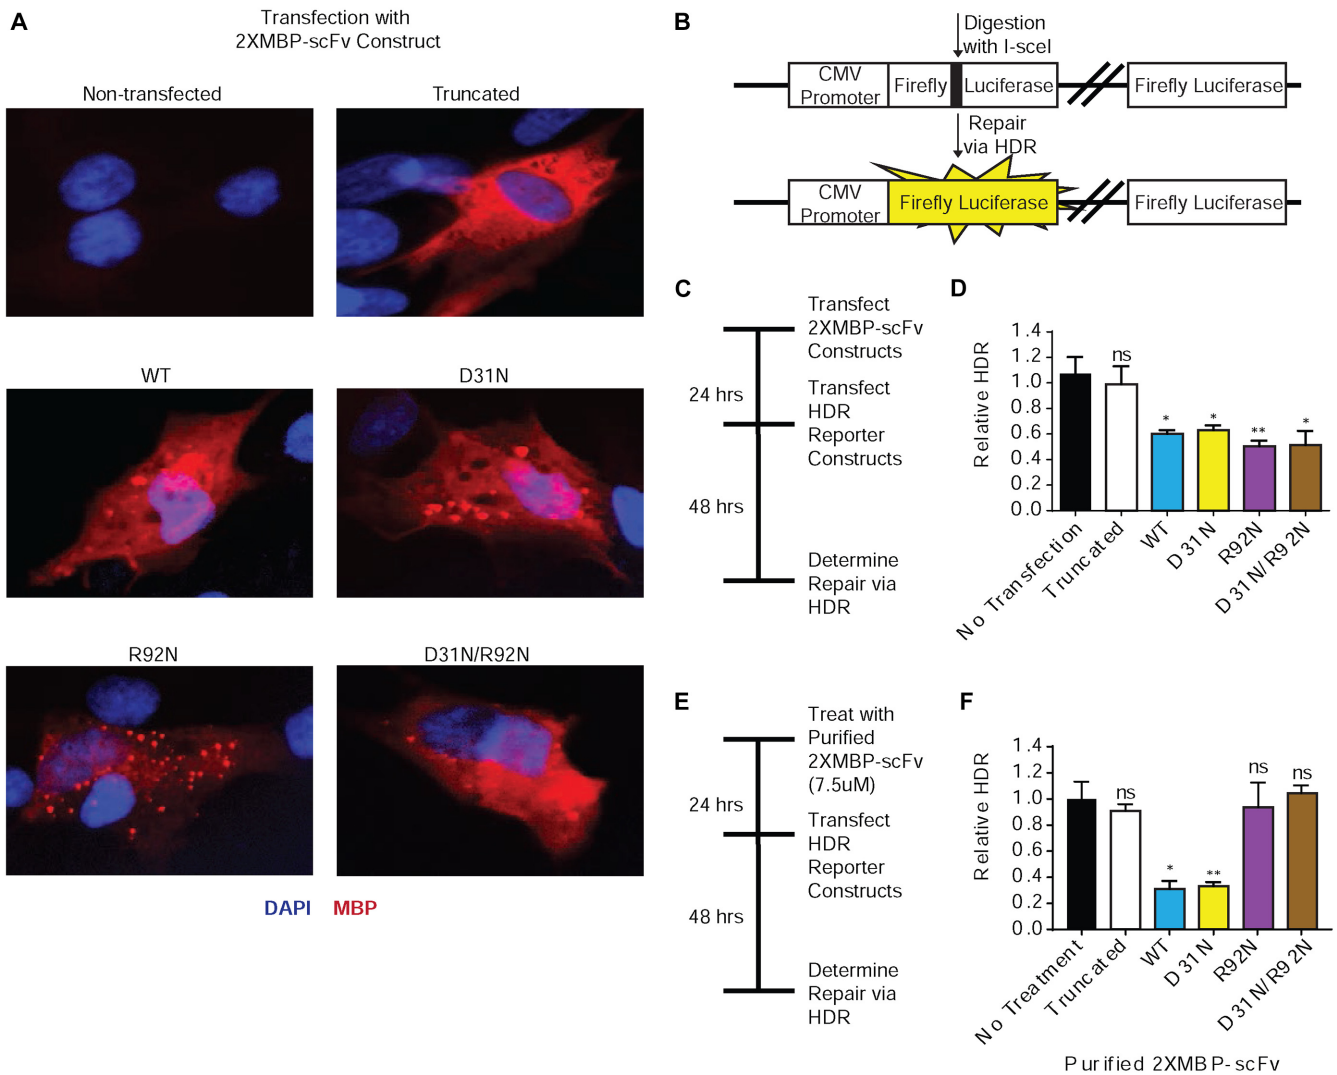 A
Transfection with
2XMBP-scFv Construct
Non-transfected
Truncated
WT
D31N
R92N
D31N/R92N
DAPI MBP
B
Digestion
with I-sceI
CMV
Promoter
Firefly
Luciferase
Firefly Luciferase
Repair
via HDR
CMV
Promoter
Firefly Luciferase
Firefly Luciferase
C
Transfect
2XMBP-scFv
Constructs
24 hrs
Transfect
HDR
Reporter
Constructs
48 hrs
Determine
Repair via
HDR
D
Relative HDR
1.4
1.2
1.0
0.8
0.6
0.4
0.2
0.0
ns
*
*
**
*
No Transfection
Truncated
WT
D31N
R92N
D31N/R92N
E
Treat with
Purified
2XMBP-scFv
(7.5uM)
24 hrs
Transfect
HDR
Reporter
Constructs
48 hrs
Determine
Repair via
HDR
F
Relative HDR
1.4
1.2
1.0
0.8
0.6
0.4
0.2
0.0
ns
*
**
ns
ns
No Treatment
Truncated
WT
D31N
R92N
D31N/R92N
Purified 2XMBP-scFv